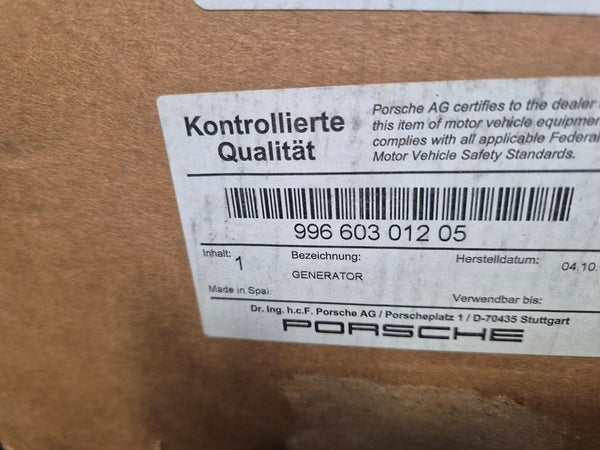 Kontrollierte
Qualität
Porsche AG certifies to the dealer
this item of motor vehicle equipmen
complies with all applicable Federal
Motor Vehicle Safety Standards.
996 603 012 05
Inhalt: 1
Bezeichnung:
GENERATOR
Herstelldatum:
04.10.
Made in Spai
Verwendbar bis:
Dr. Ing. h.c.F. Porsche AG / Porscheplatz 1 / D-70435 Stuttgart
PORSCHE